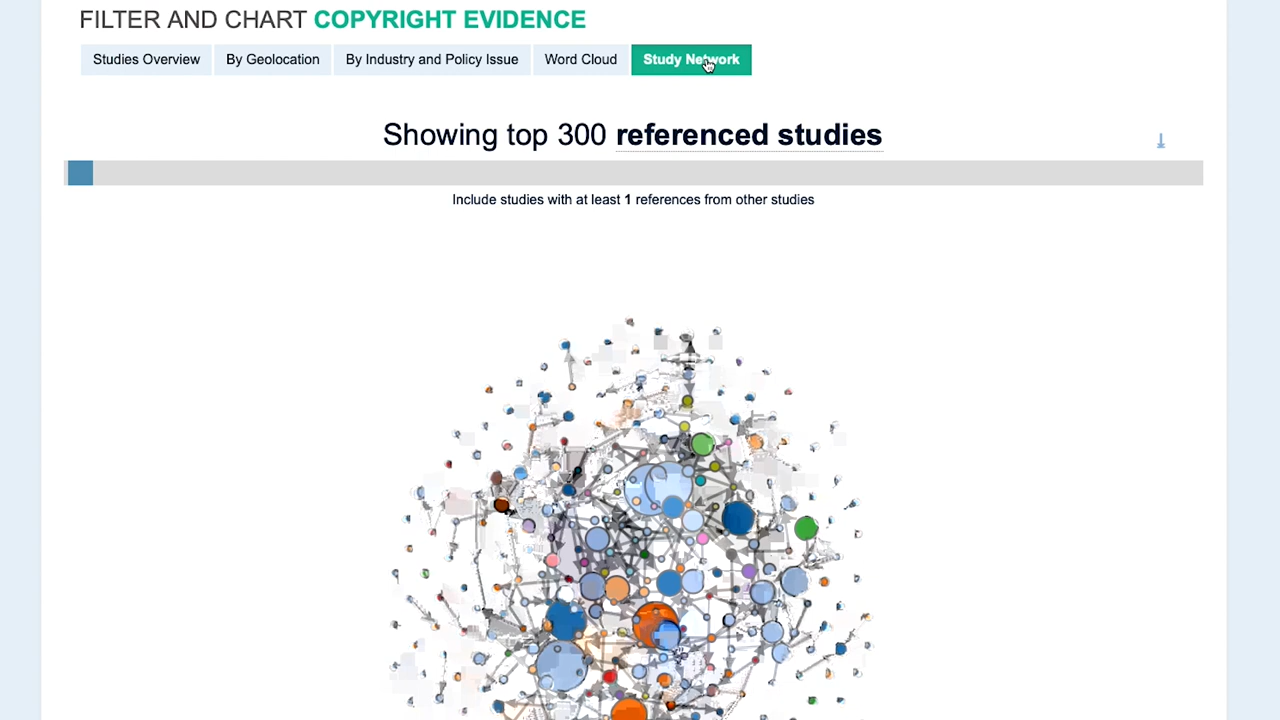 FILTER AND CHART COPYRIGHT EVIDENCE
Studies Overview By Geolocation By Industry and Policy Issue Word Cloud Study Network
Showing top 300 referenced studies
Include studies with at least 1 references from other studies